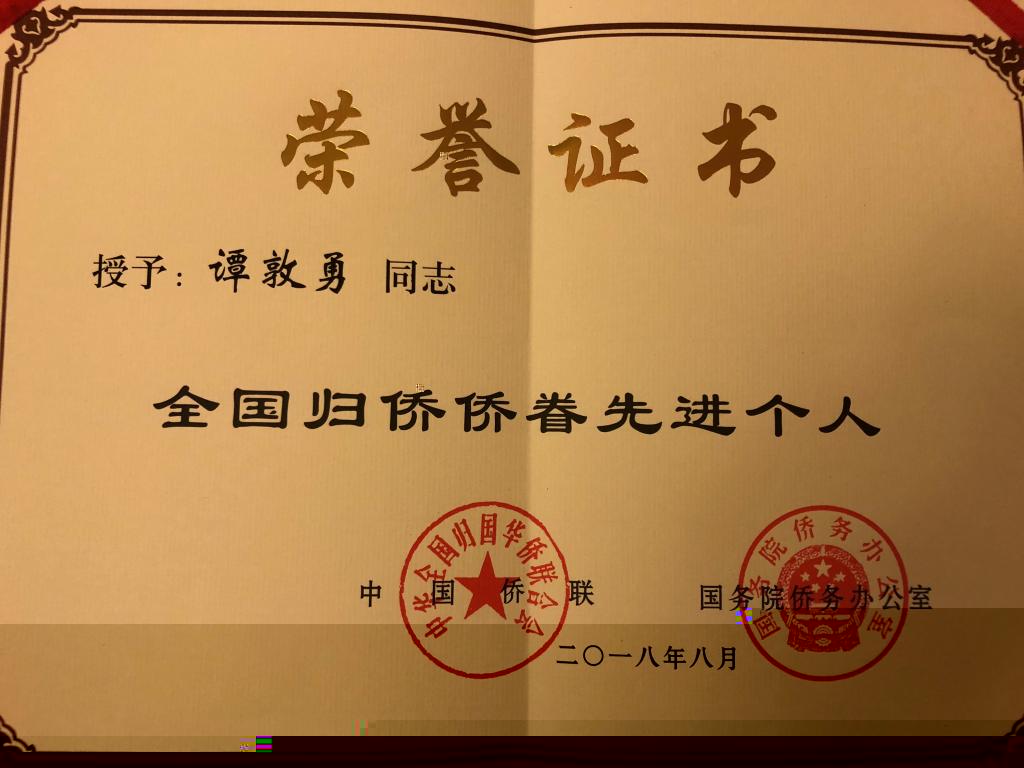 荣誉证书
授予：谭敦勇 同志
全国归侨侨眷先进个人
中华全国归国华侨联合会
国务院侨务办公室
中国侨联 国务院侨务办公室
二〇一八年八月